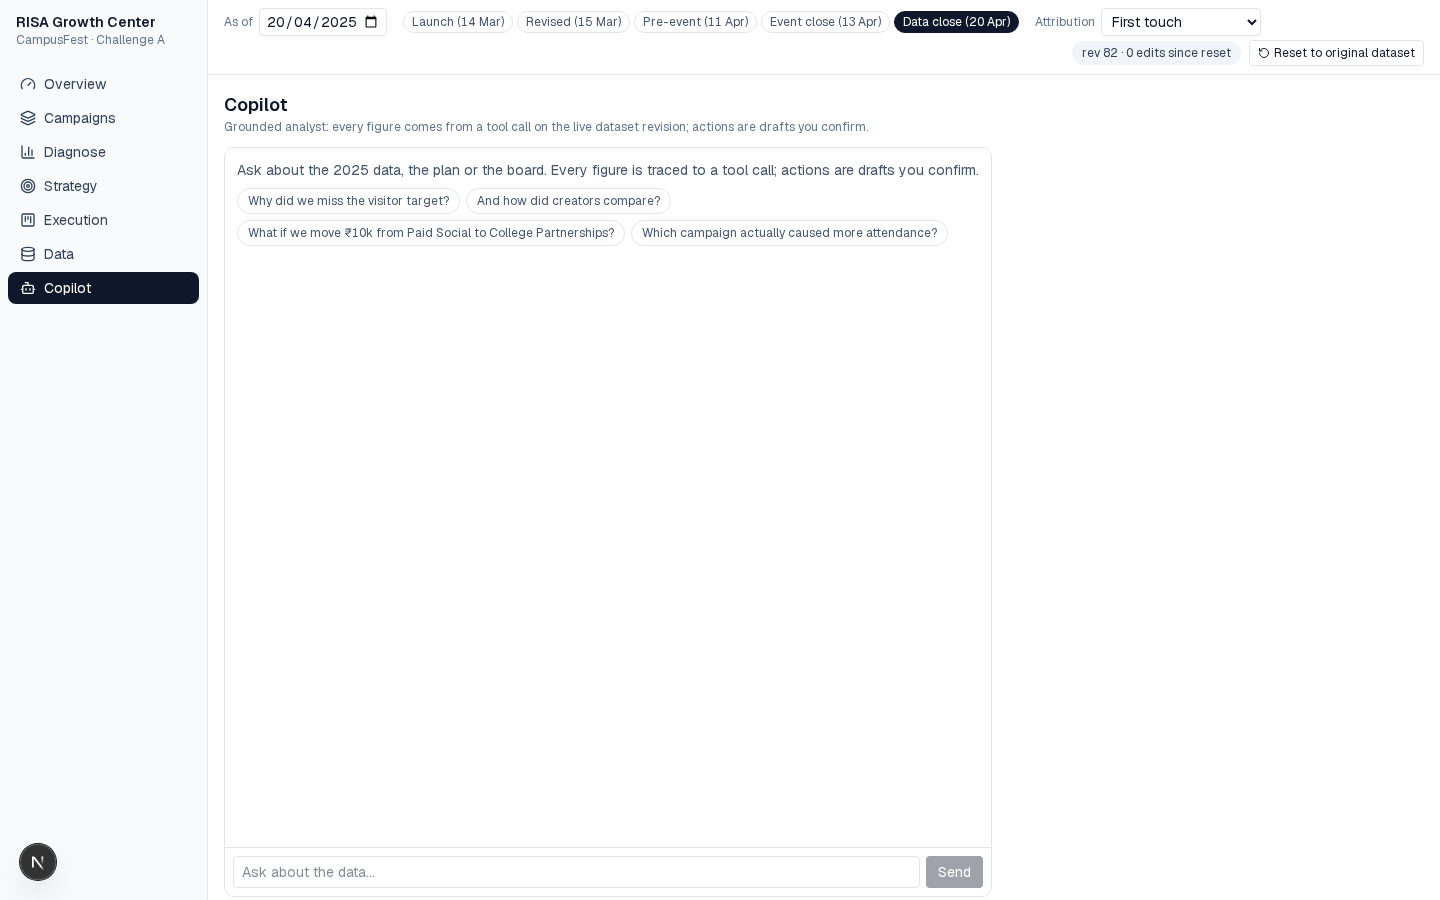 RISA Growth Center
CampusFest · Challenge A
Overview
Campaigns
Diagnose
Strategy
Execution
Data
Copilot
N
As of 20/04/2025 Launch (14 Mar) Revised (15 Mar) Pre-event (11 Apr) Event close (13 Apr) Data close (20 Apr) Attribution First touch
rev 82 · 0 edits since reset Reset to original dataset
Copilot
Grounded analyst: every figure comes from a tool call on the live dataset revision; actions are drafts you confirm.
Ask about the 2025 data, the plan or the board. Every figure is traced to a tool call; actions are drafts you confirm.
Why did we miss the visitor target? And how did creators compare?
What if we move ₹10k from Paid Social to College Partnerships? Which campaign actually caused more attendance?
Ask about the data... Send